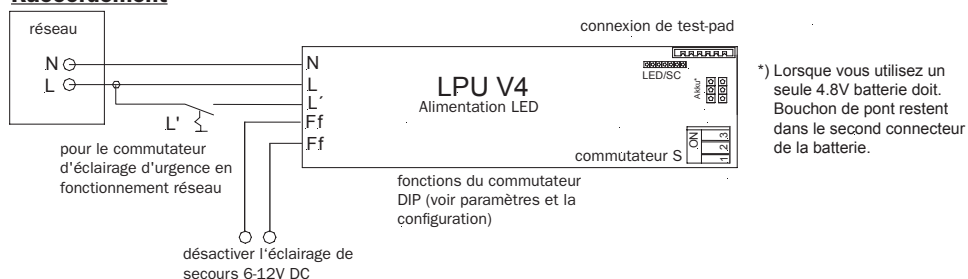 Raccordement
réseau
connexion de test-pad
N
L
L'
N
L
L´
Ff
Ff
LPU V4
Alimentation LED
LED/SC
Akku*
commutateur S
ON
1 2 3
*) Lorsque vous utilisez un
seule 4.8V batterie doit.
Bouchon de pont restent
dans le second connecteur
de la batterie.
pour le commutateur
d'éclairage d'urgence en
fonctionnement réseau
fonctions du commutateur
DIP (voir paramètres et la
configuration)
désactiver l'éclairage de
secours 6-12V DC